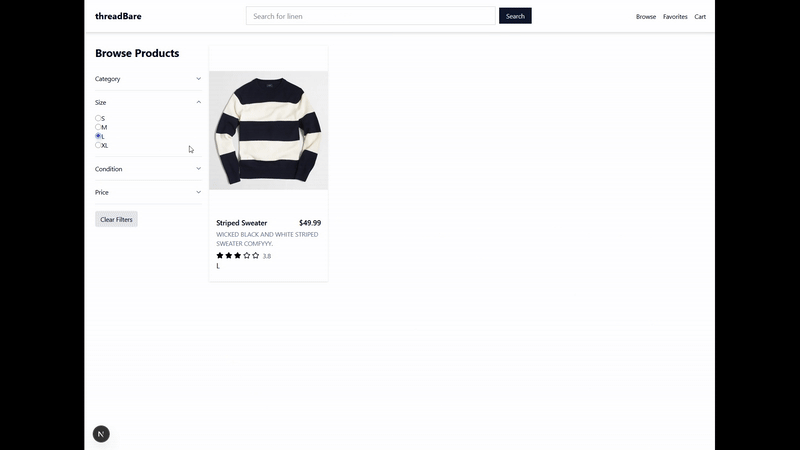 threadBare
Search for linen
Search
Browse
Favorites
Cart
Browse Products
Category
Size
S
M
L
XL
Condition
Price
Clear Filters
Striped Sweater
$49.99
WICKED BLACK AND WHITE STRIPED
SWEATER COMFYYY.
3.8
L
N